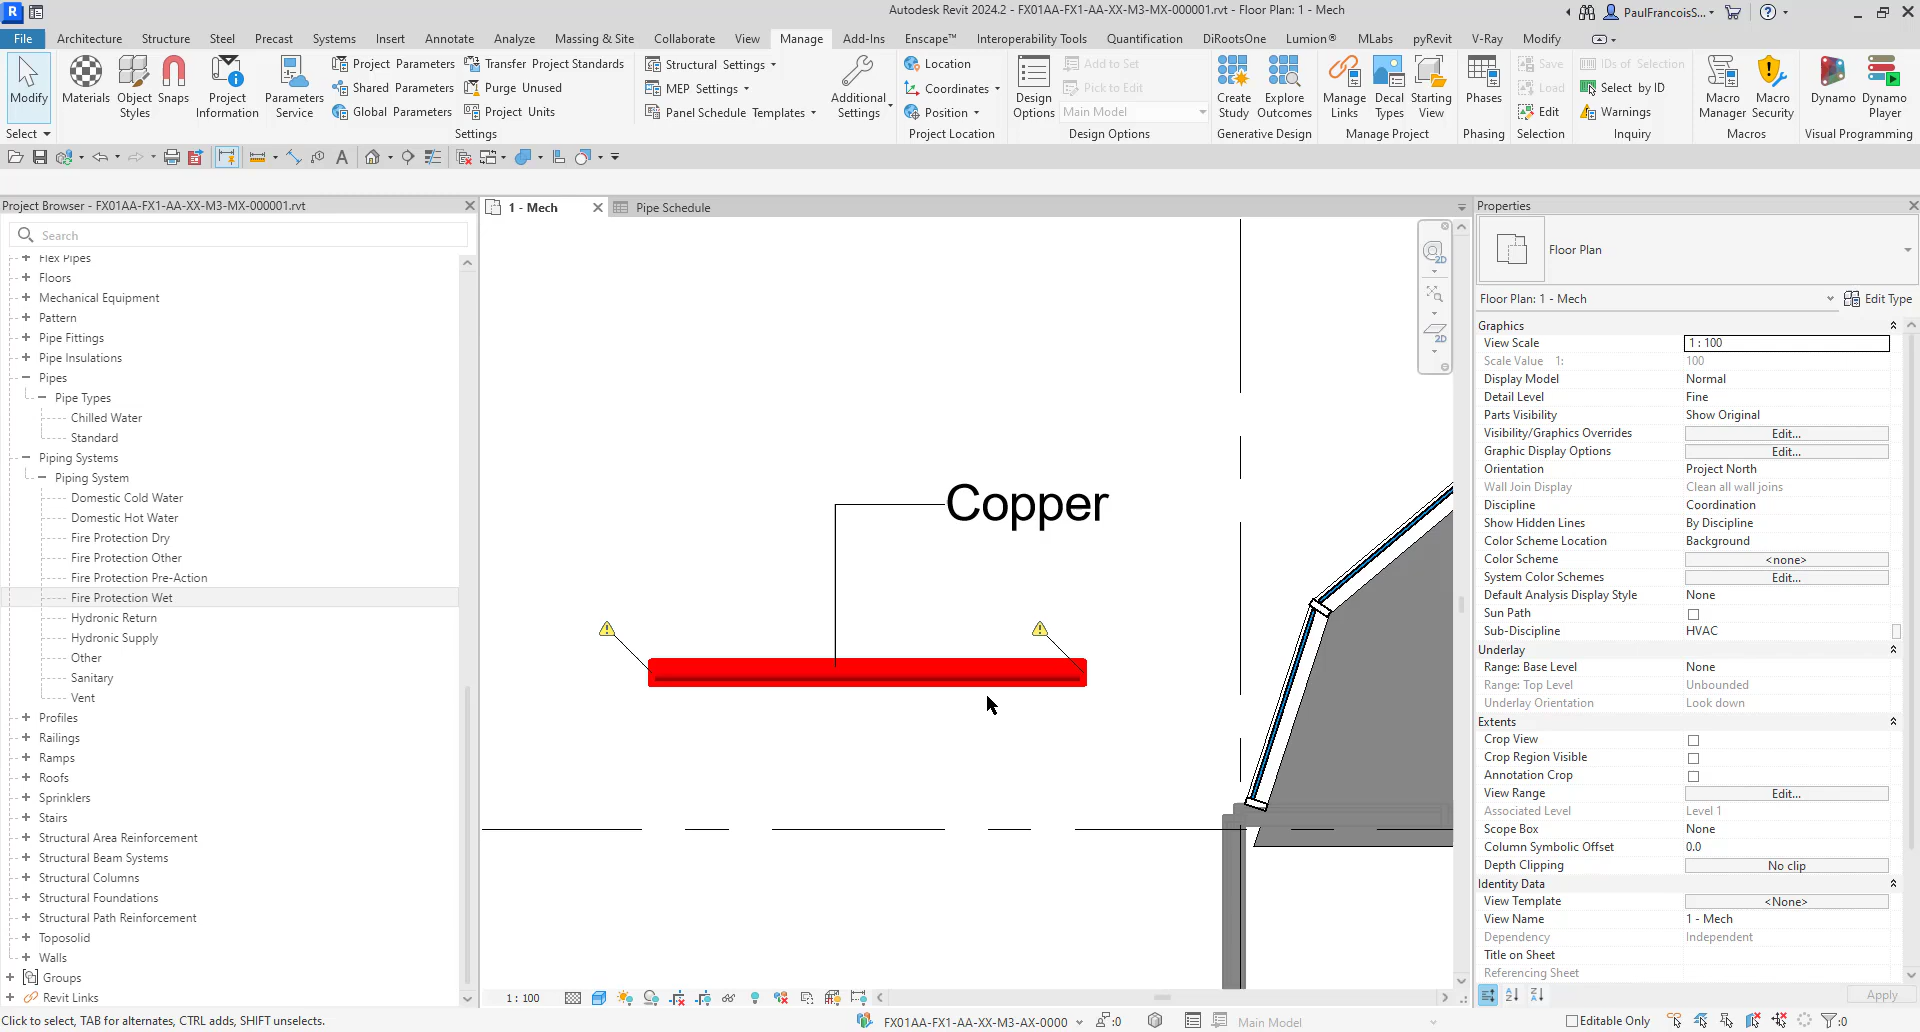 Autodesk Revit 2024.2 - FX01AA-FX1-AA-XX-M3-MX-000001.rvt - Floor Plan: 1 - Mech
PaulFrancoisS...
File Architecture Structure Steel Precast Systems Insert Annotate Analyze Massing & Site Collaborate View Manage Add-Ins Enscape™ Interoperability Tools Quantification DiRootsOne Lumion® MLabs pyRevit V-Ray Modify
Modify
Select
Materials
Object Styles
Snaps
Project Information
Parameters Service
Project Parameters
Shared Parameters
Global Parameters
Transfer Project Standards
Purge Unused
Project Units
Settings
Structural Settings
MEP Settings
Panel Schedule Templates
Additional Settings
Location
Coordinates
Position
Project Location
Design Options
Add to Set
Pick to Edit
Main Model
Design Options
Create Study
Explore Outcomes
Generative Design
Manage Links
Decal Types
Starting View
Manage Project
Phases
Phasing
Save
Load
Edit
Selection
IDs of Selection
Select by ID
Warnings
Inquiry
Macro Manager
Macro Security
Macros
Dynamo
Dynamo Player
Visual Programming
Project Browser - FX01AA-FX1-AA-XX-M3-MX-000001.rvt
Search
Flex Pipes
Floors
Mechanical Equipment
Pattern
Pipe Fittings
Pipe Insulations
Pipes
Pipe Types
Chilled Water
Standard
Piping Systems
Piping System
Domestic Cold Water
Domestic Hot Water
Fire Protection Dry
Fire Protection Other
Fire Protection Pre-Action
Fire Protection Wet
Hydronic Return
Hydronic Supply
Other
Sanitary
Vent
Profiles
Railings
Ramps
Roofs
Sprinklers
Stairs
Structural Area Reinforcement
Structural Beam Systems
Structural Columns
Structural Foundations
Structural Path Reinforcement
Toposolid
Walls
Groups
Revit Links
1 - Mech
Pipe Schedule
Copper
2D
2D
1 : 100
Properties
Floor Plan
Floor Plan: 1 - Mech
Edit Type
Graphics
View Scale 1 : 100
Scale Value 1: 100
Display Model Normal
Detail Level Fine
Parts Visibility Show Original
Visibility/Graphics Overrides Edit...
Graphic Display Options Edit...
Orientation Project North
Wall Join Display Clean all wall joins
Discipline Coordination
Show Hidden Lines By Discipline
Color Scheme Location Background
Color Scheme <none>
System Color Schemes Edit...
Default Analysis Display Style None
Sun Path
Sub-Discipline HVAC
Underlay
Range: Base Level None
Range: Top Level Unbounded
Underlay Orientation Look down
Extents
Crop View
Crop Region Visible
Annotation Crop
View Range Edit...
Associated Level Level 1
Scope Box None
Column Symbolic Offset 0.0
Depth Clipping No clip
Identity Data
View Template <None>
View Name 1 - Mech
Dependency Independent
Title on Sheet
Referencing Sheet
Apply
Click to select, TAB for alternates, CTRL adds, SHIFT unselects.
FX01AA-FX1-AA-XX-M3-AX-0000
:0
Main Model
Editable Only
:0